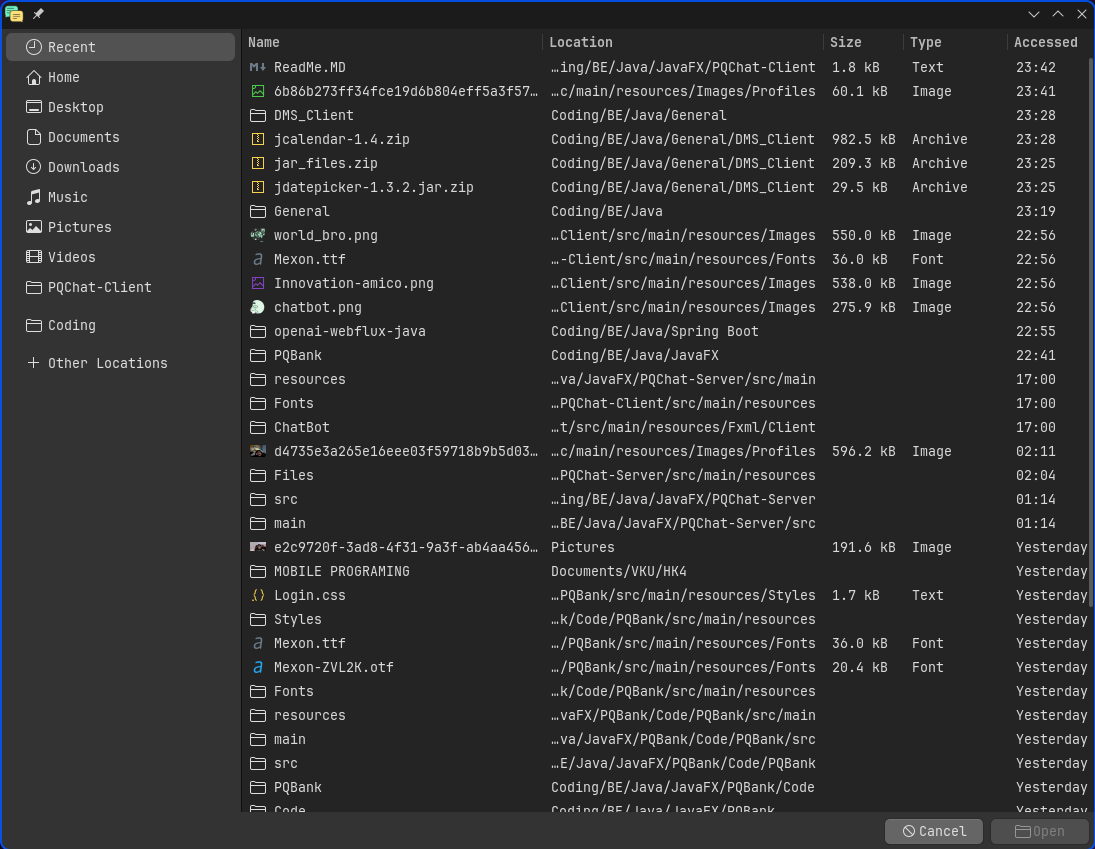 Recent
Home
Desktop
Documents
Downloads
Music
Pictures
Videos
PQChat-Client
Coding
Other Locations
Name Location Size Type Accessed
ReadMe.MD …ing/BE/Java/JavaFX/PQChat-Client 1.8 kB Text 23:42
6b86b273ff34fce19d6b804eff5a3f57… …c/main/resources/Images/Profiles 60.1 kB Image 23:41
DMS_Client Coding/BE/Java/General 23:28
jcalendar-1.4.zip Coding/BE/Java/General/DMS_Client 982.5 kB Archive 23:28
jar_files.zip Coding/BE/Java/General/DMS_Client 209.3 kB Archive 23:25
jdatepicker-1.3.2.jar.zip Coding/BE/Java/General/DMS_Client 29.5 kB Archive 23:25
General Coding/BE/Java 23:19
world_bro.png …Client/src/main/resources/Images 550.0 kB Image 22:56
Mexon.ttf …-Client/src/main/resources/Fonts 36.0 kB Font 22:56
Innovation-amico.png …Client/src/main/resources/Images 538.0 kB Image 22:56
chatbot.png …Client/src/main/resources/Images 275.9 kB Image 22:56
openai-webflux-java Coding/BE/Java/Spring Boot 22:55
PQBank Coding/BE/Java/JavaFX 22:41
resources …va/JavaFX/PQChat-Server/src/main 17:00
Fonts …PQChat-Client/src/main/resources 17:00
ChatBot …t/src/main/resources/Fxml/Client 17:00
d4735e3a265e16eee03f59718b9b5d03… …c/main/resources/Images/Profiles 596.2 kB Image 02:11
Files …PQChat-Server/src/main/resources 02:04
src …ing/BE/Java/JavaFX/PQChat-Server 01:14
main …BE/Java/JavaFX/PQChat-Server/src 01:14
e2c9720f-3ad8-4f31-9a3f-ab4aa456… Pictures 191.6 kB Image Yesterday
MOBILE PROGRAMING Documents/VKU/HK4 Yesterday
Login.css …PQBank/src/main/resources/Styles 1.7 kB Text Yesterday
Styles …k/Code/PQBank/src/main/resources Yesterday
Mexon.ttf …/PQBank/src/main/resources/Fonts 36.0 kB Font Yesterday
Mexon-ZVL2K.otf …/PQBank/src/main/resources/Fonts 20.4 kB Font Yesterday
Fonts …k/Code/PQBank/src/main/resources Yesterday
resources …vaFX/PQBank/Code/PQBank/src/main Yesterday
main …va/JavaFX/PQBank/Code/PQBank/src Yesterday
src …E/Java/JavaFX/PQBank/Code/PQBank Yesterday
PQBank Coding/BE/Java/JavaFX/PQBank/Code Yesterday
Code Coding/BE/Java/JavaFX/PQBank Yesterday
Cancel Open